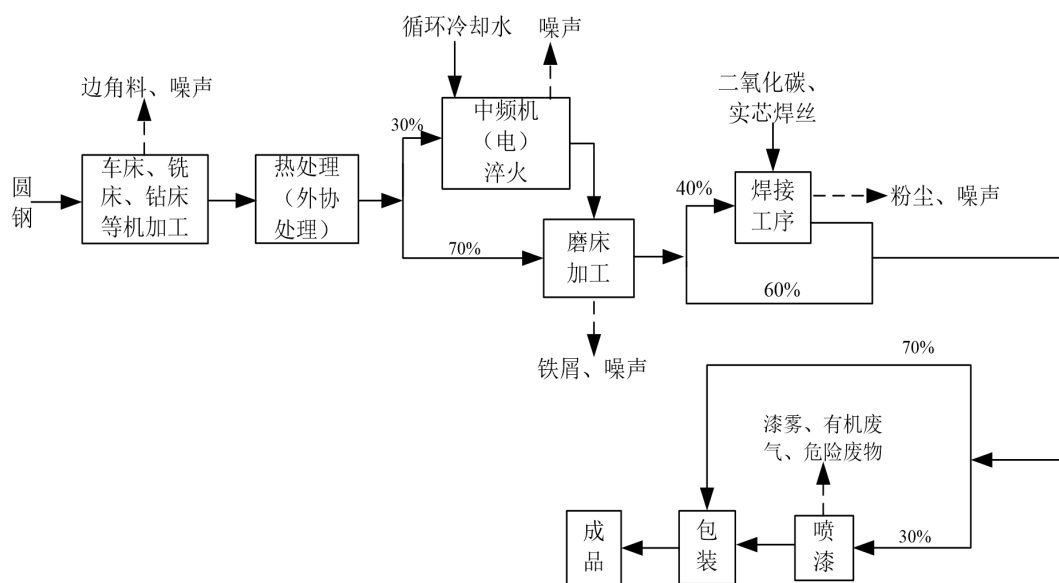 循环冷却水
噪声
边角料、噪声
二氧化碳、
实芯焊丝
30%
中频机
（电）
淬火
圆
钢
车床、铣
床、钻床
等机加工
热处理
（外协
处理）
40%
焊接
工序
粉尘、噪声
70%
磨床
加工
60%
铁屑、噪声
70%
漆雾、有机废
气、危险废物
成
品
包
装
喷
漆
30%